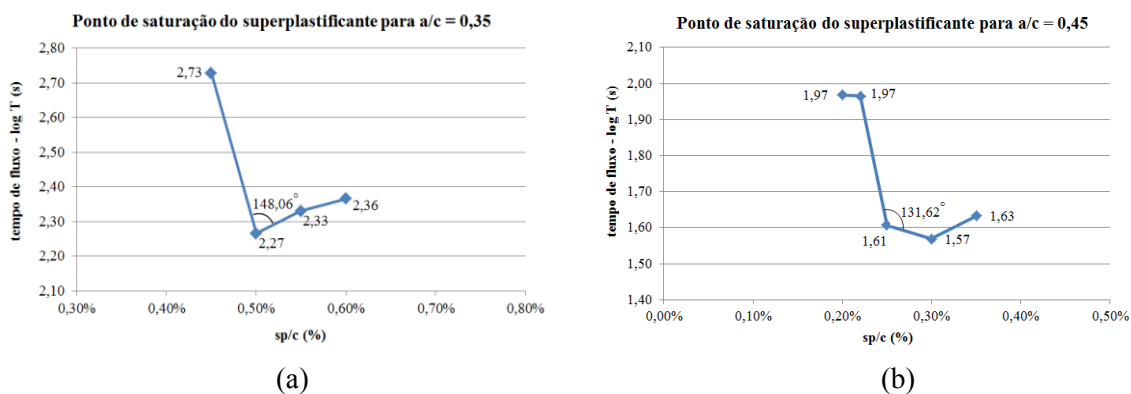 Ponto de saturação do superplastificante para a/c = 0,35
tempo de fluxo - log T (s)
2,80
2,70
2,60
2,50
2,40
2,30
2,20
2,10
2,73
148,06°
2,27
2,33
2,36
0,30% 0,40% 0,50% 0,60% 0,70% 0,80%
sp/c (%)
(a)
Ponto de saturação do superplastificante para a/c = 0,45
tempo de fluxo - log T (s)
2,10
2,00
1,90
1,80
1,70
1,60
1,50
1,40
1,97
1,97
131,62°
1,61
1,57
1,63
0,00% 0,10% 0,20% 0,30% 0,40% 0,50%
sp/c (%)
(b)